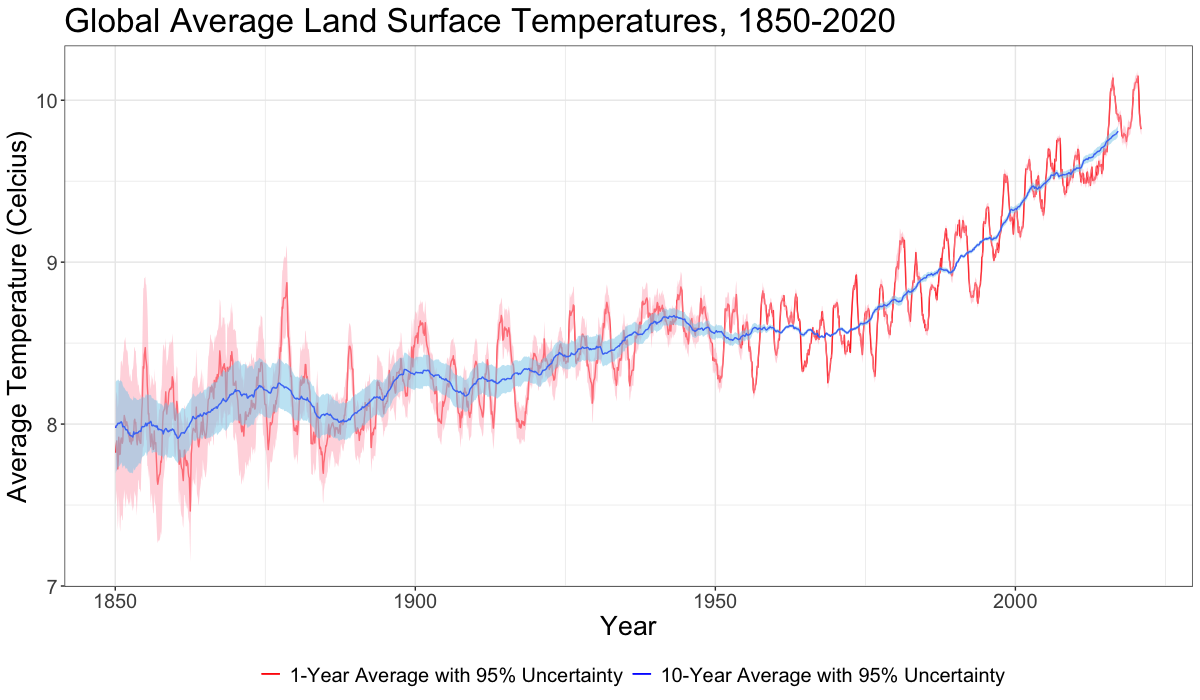 Global Average Land Surface Temperatures, 1850-2020
Average Temperature (Celcius)
10
9
8
7
1850 1900 1950 2000
Year
1-Year Average with 95% Uncertainty 10-Year Average with 95% Uncertainty